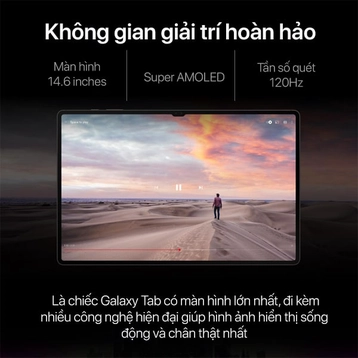 Không gian giải trí hoàn hảo
Màn hình
14.6 inches
Super AMOLED
Tần số quét
120Hz
Là chiếc Galaxy Tab có màn hình lớn nhất, đi kèm
nhiều công nghệ hiện đại giúp hình ảnh hiển thị sống
động và chân thật nhất